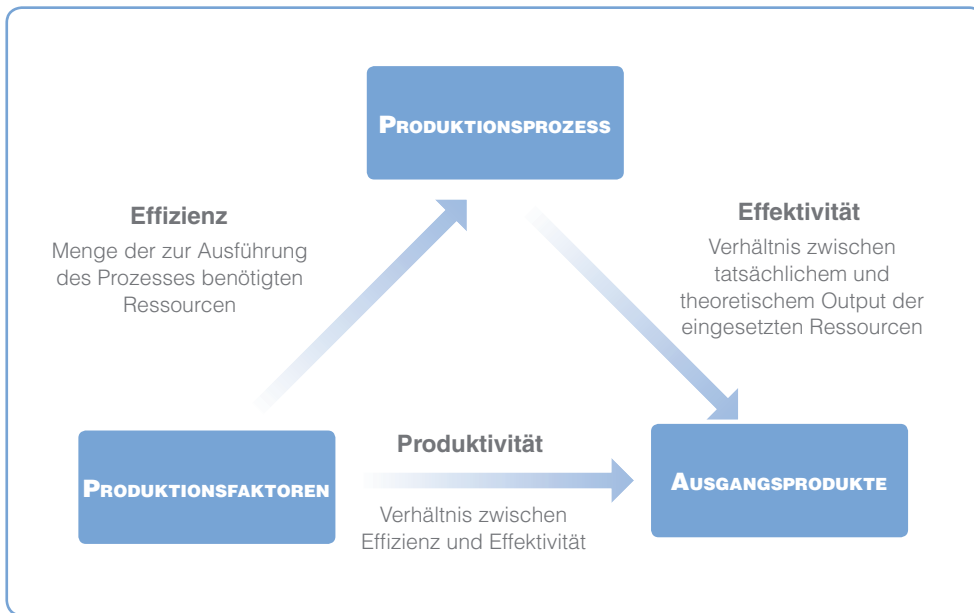 PRODUKTIONSPROZESS
Effizienz
Menge der zur Ausführung
des Prozesses benötigten
Ressourcen
Effektivität
Verhältnis zwischen
tatsächlichem und
theoretischem Output der
eingesetzten Ressourcen
PRODUKTIONSFAKTOREN
Produktivität
Verhältnis zwischen
Effizienz und Effektivität
AUSGANGSPRODUKTE